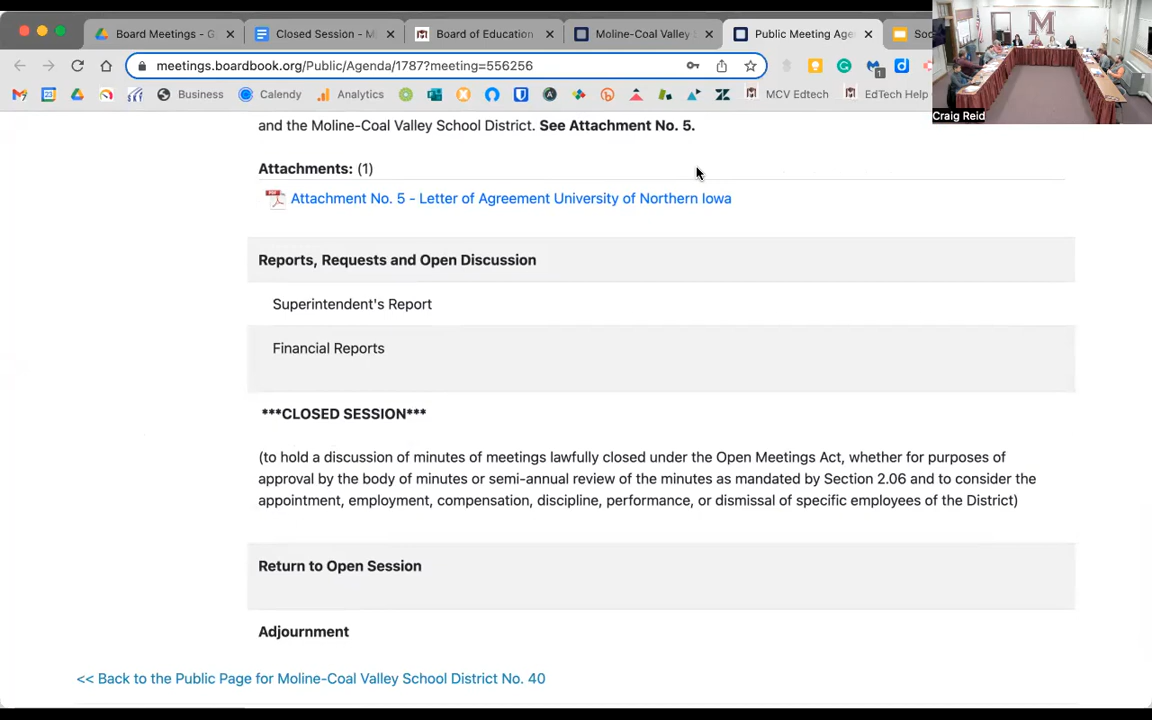 Board Meetings - G
Closed Session - M
Board of Education
Moline-Coal Valley
Public Meeting Age
Soc
meetings.boardbook.org/Public/Agenda/1787?meeting=556256
Business
Calendy
Analytics
MCV Edtech
EdTech Help
M
Craig Reid
and the Moline-Coal Valley School District. See Attachment No. 5.
Attachments: (1)
Attachment No. 5 - Letter of Agreement University of Northern Iowa
Reports, Requests and Open Discussion
Superintendent's Report
Financial Reports
***CLOSED SESSION***
(to hold a discussion of minutes of meetings lawfully closed under the Open Meetings Act, whether for purposes of
approval by the body of minutes or semi-annual review of the minutes as mandated by Section 2.06 and to consider the
appointment, employment, compensation, discipline, performance, or dismissal of specific employees of the District)
Return to Open Session
Adjournment
<< Back to the Public Page for Moline-Coal Valley School District No. 40